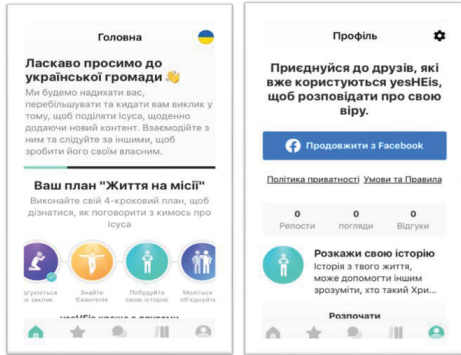 Головна
Ласкаво просимо до
української громади 👋
Ми будемо надихати вас,
перебільшувати та кидати вам виклик у
тому, щоб поділяти Ісуса, щоденно
додаючи новий контент. Взаємодійте з
ним та слідуйте за іншими, щоб
зробити його своїм власним.
Ваш план "Життя на місії"
Виконайте свій 4-кроковий план, щоб
дізнатися, як поговорити з кимось про
Ісуса
Знайте
Євангеліє
Побудуйте
свою історію
Моліться
Профіль
Приєднуйся до друзів, які
вже користуються yesHEis,
щоб розповідати про свою
віру.
Продовжити з Facebook
Політика приватності Умови та Правила
0 0 0
Репости погляди Відгуки
Розкажи свою історію
Історія з твого життя,
може допомогти іншим
зрозуміти, хто такий Хри...
Розпочати